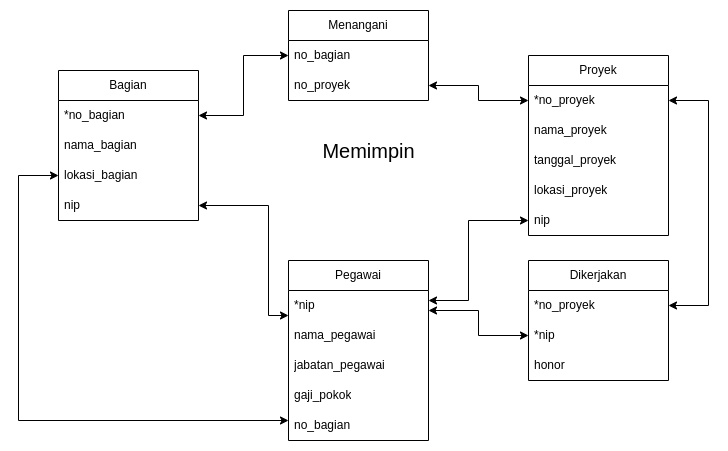 Menangani
no_bagian
no_proyek
Bagian
*no_bagian
nama_bagian
lokasi_bagian
nip
Memimpin
Proyek
*no_proyek
nama_proyek
tanggal_proyek
lokasi_proyek
nip
Pegawai
*nip
nama_pegawai
jabatan_pegawai
gaji_pokok
no_bagian
Dikerjakan
*no_proyek
*nip
honor